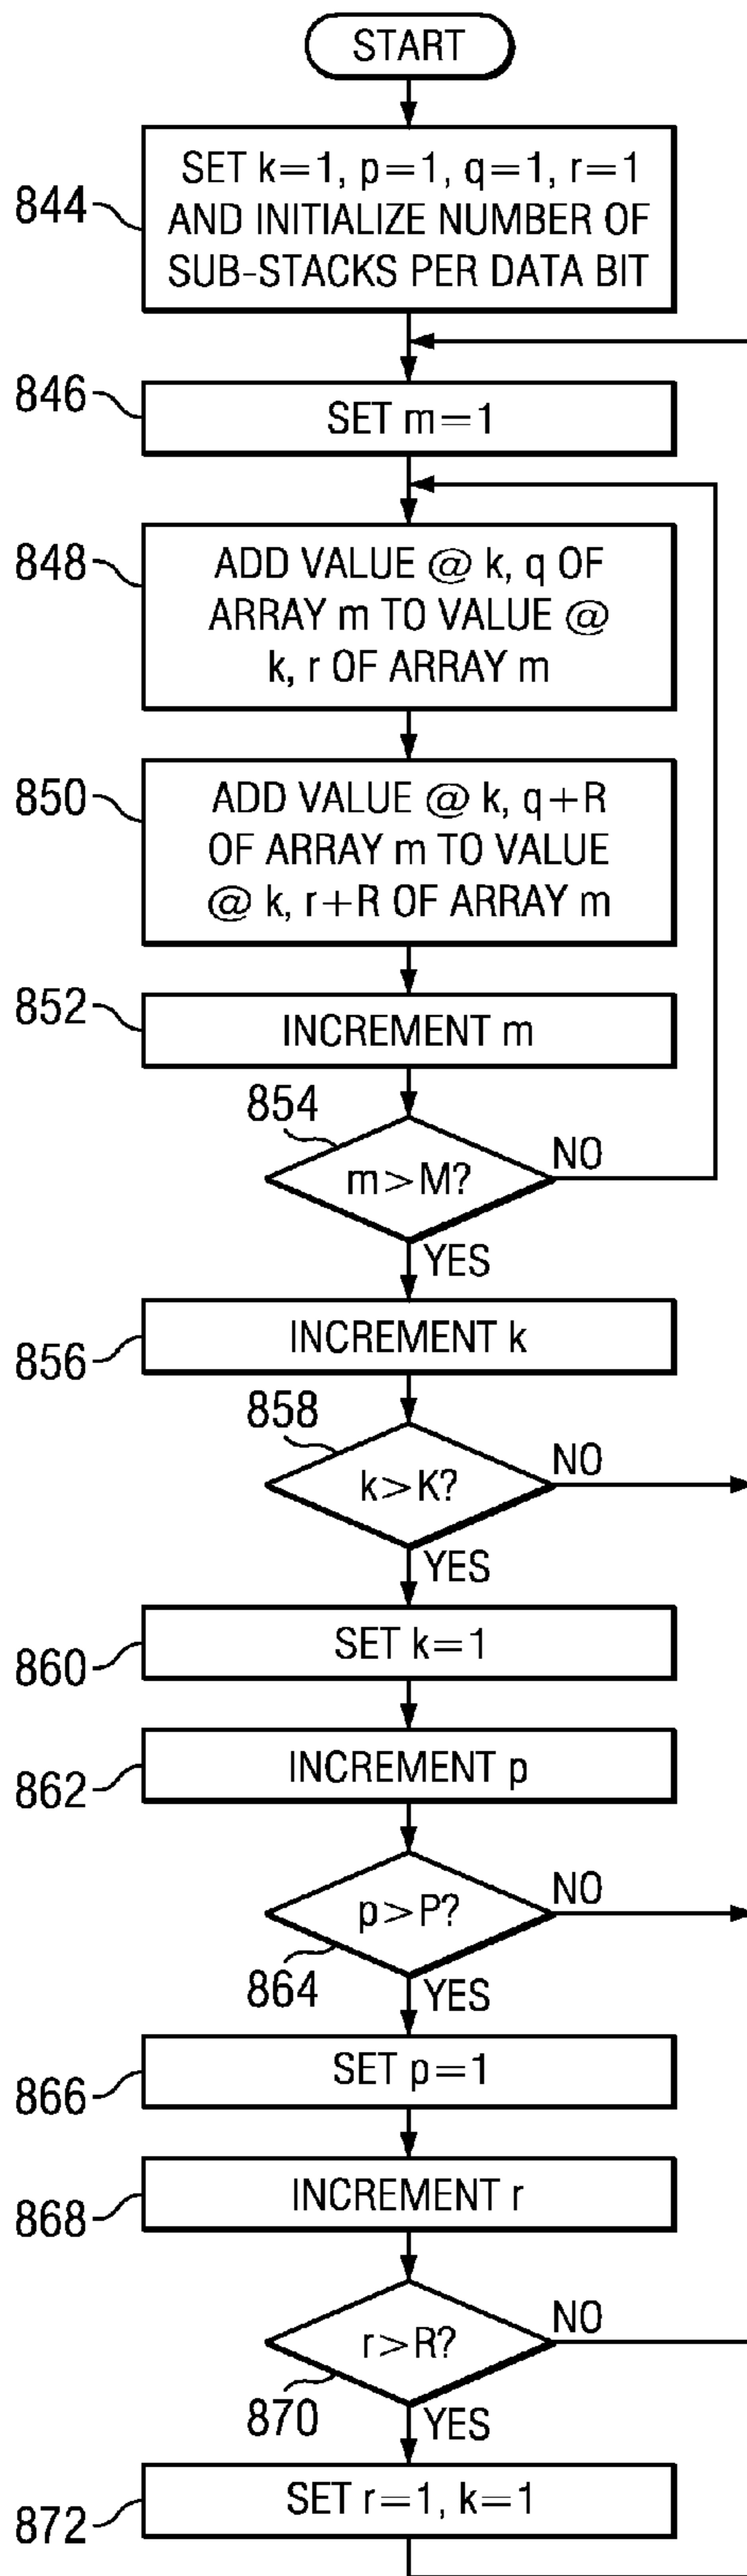 START
844
SET k=1, p=1, q=1, r=1
AND INITIALIZE NUMBER OF
SUB-STACKS PER DATA BIT
846
SET m=1
848
ADD VALUE @ k, q OF
ARRAY m TO VALUE @
k, r OF ARRAY m
850
ADD VALUE @ k, q+R
OF ARRAY m TO VALUE
@ k, r+R OF ARRAY m
852
INCREMENT m
854
m>M?
NO
YES
856
INCREMENT k
858
k>K?
NO
YES
860
SET k=1
862
INCREMENT p
p>P?
NO
864
YES
866
SET p=1
868
INCREMENT r
r>R?
NO
870
YES
872
SET r=1, k=1